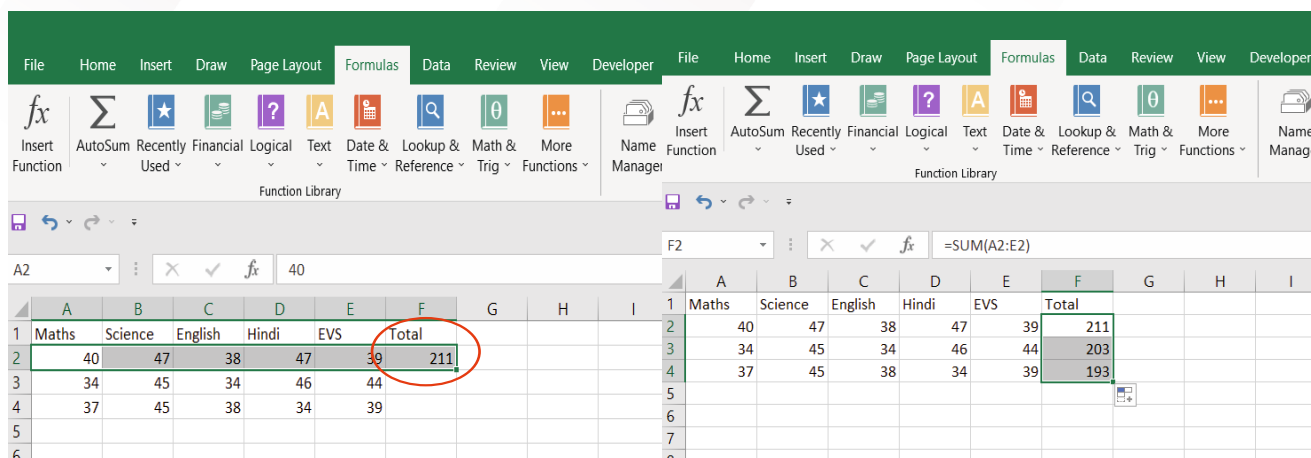 File Home Insert Draw Page Layout Formulas Data Review View Developer
fx Σ ? A θ
Insert AutoSum Recently Financial Logical Text Date & Lookup & Math & More Name
Function Used Time Reference Trig Functions Manager
Function Library
A2 fx 40
A B C D E F G H I
1 Maths Science English Hindi EVS Total
2 40 47 38 47 39 211
3 34 45 34 46 44
4 37 45 38 34 39
5
6
File Home Insert Draw Page Layout Formulas Data Review View Developer
fx Σ ? A θ
Insert AutoSum Recently Financial Logical Text Date & Lookup & Math & More Name
Function Used Time Reference Trig Functions Manag
Function Library
F2 fx =SUM(A2:E2)
A B C D E F G H I
1 Maths Science English Hindi EVS Total
2 40 47 38 47 39 211
3 34 45 34 46 44 203
4 37 45 38 34 39 193
5
6
7